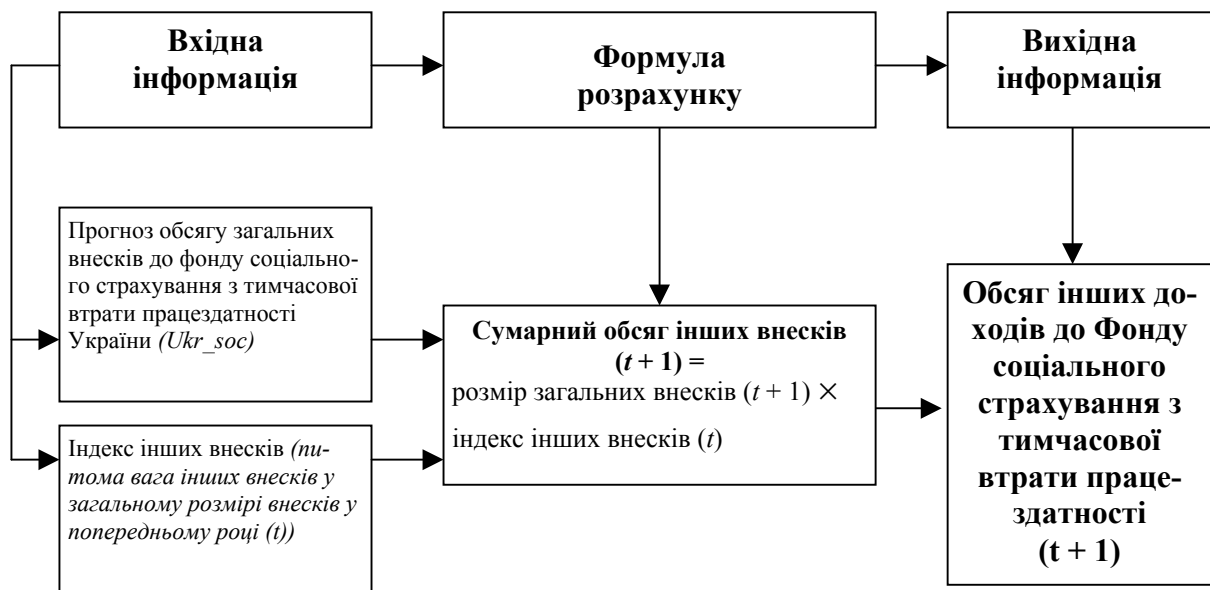 Вхідна
інформація
Формула
розрахунку
Вихідна
інформація
Прогноз обсягу загальних
внесків до фонду соціально-
го страхування з тимчасової
втрати працездатності
України (Ukr_soc)
Індекс інших внесків (пи-
тома вага інших внесків у
загальному розмірі внесків у
попередньому році (t))
Сумарний обсяг інших внесків
(t + 1) =
розмір загальних внесків (t + 1) ×
індекс інших внесків (t)
Обсяг інших до-
ходів до Фонду
соціального
страхування з
тимчасової
втрати праце-
здатності
(t + 1)